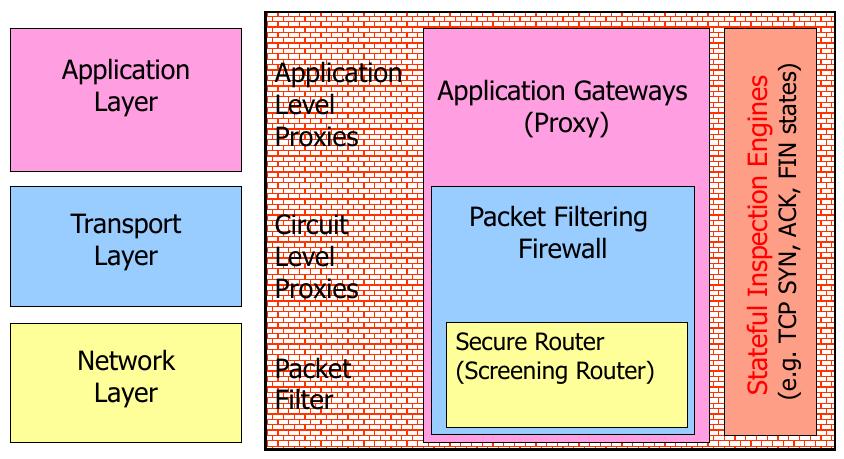 Application
Layer
Transport
Layer
Network
Layer
Application
Level
Proxies
Circuit
Level
Proxies
Packet
Filter
Application Gateways
(Proxy)
Packet Filtering
Firewall
Secure Router
(Screening Router)
Stateful Inspection Engines
(e.g. TCP SYN, ACK, FIN states)